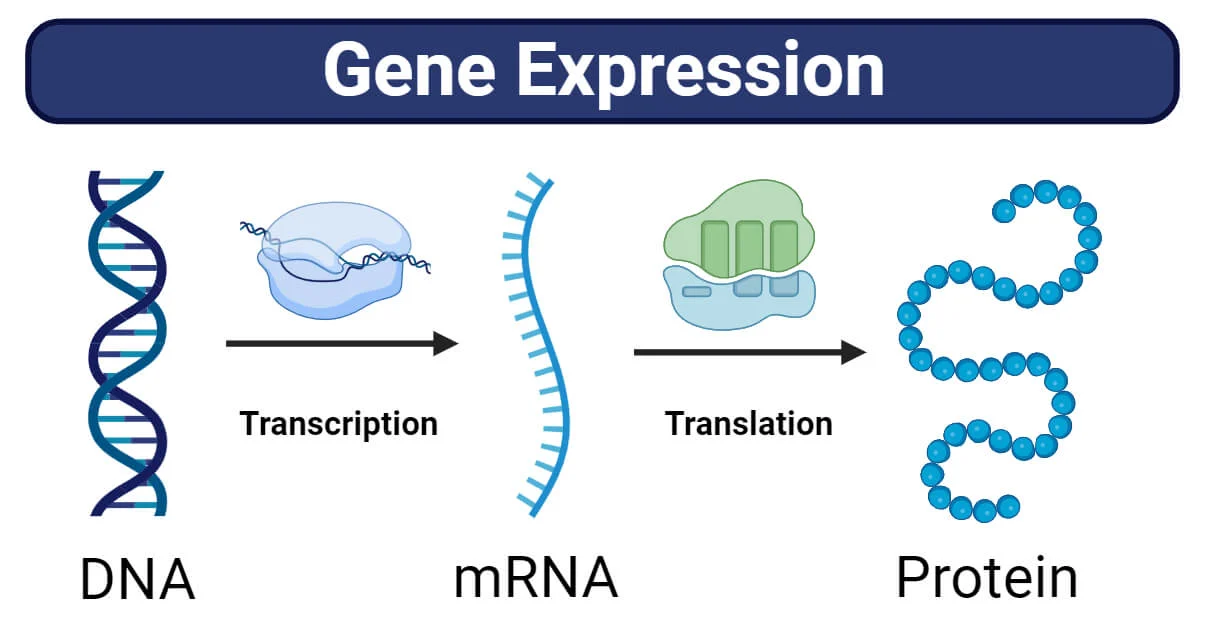 Gene Expression
Transcription
Translation
DNA
mRNA
Protein